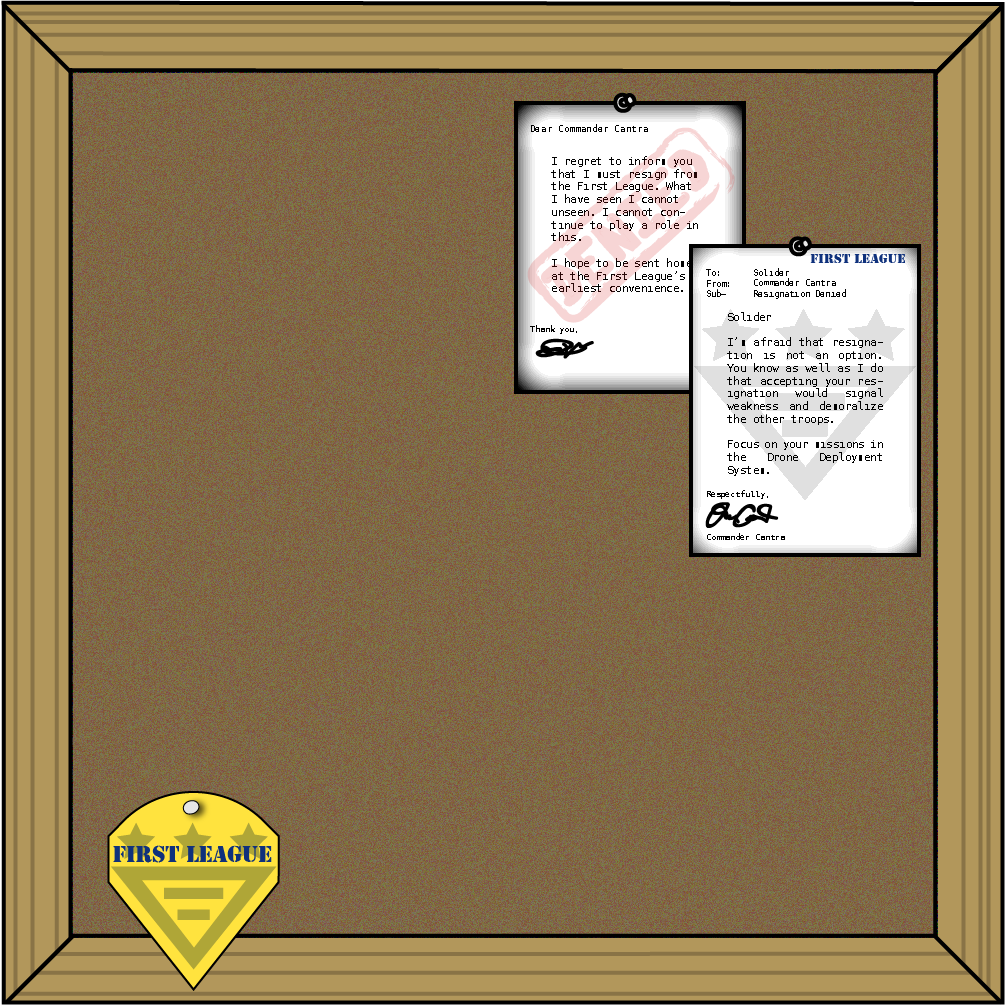 Dear Commander Cantra
I regret to inform you
that I must resign from
the First League. What
I have seen I cannot
unseen. I cannot con-
tinue to play a role in
this.
I hope to be sent home
at the First League's
earliest convenience.
Thank you,
DENIED
FIRST LEAGUE
To: Solider
From: Commander Cantra
Sub- Resignation Denied
Solider
I'm afraid that resigna-
tion is not an option.
You know as well as I do
that accepting your res-
ignation would signal
weakness and demoralize
the other troops.
Focus on your missions in
the Drone Deployment
System.
Respectfully,
Commander Cantra
FIRST LEAGUE